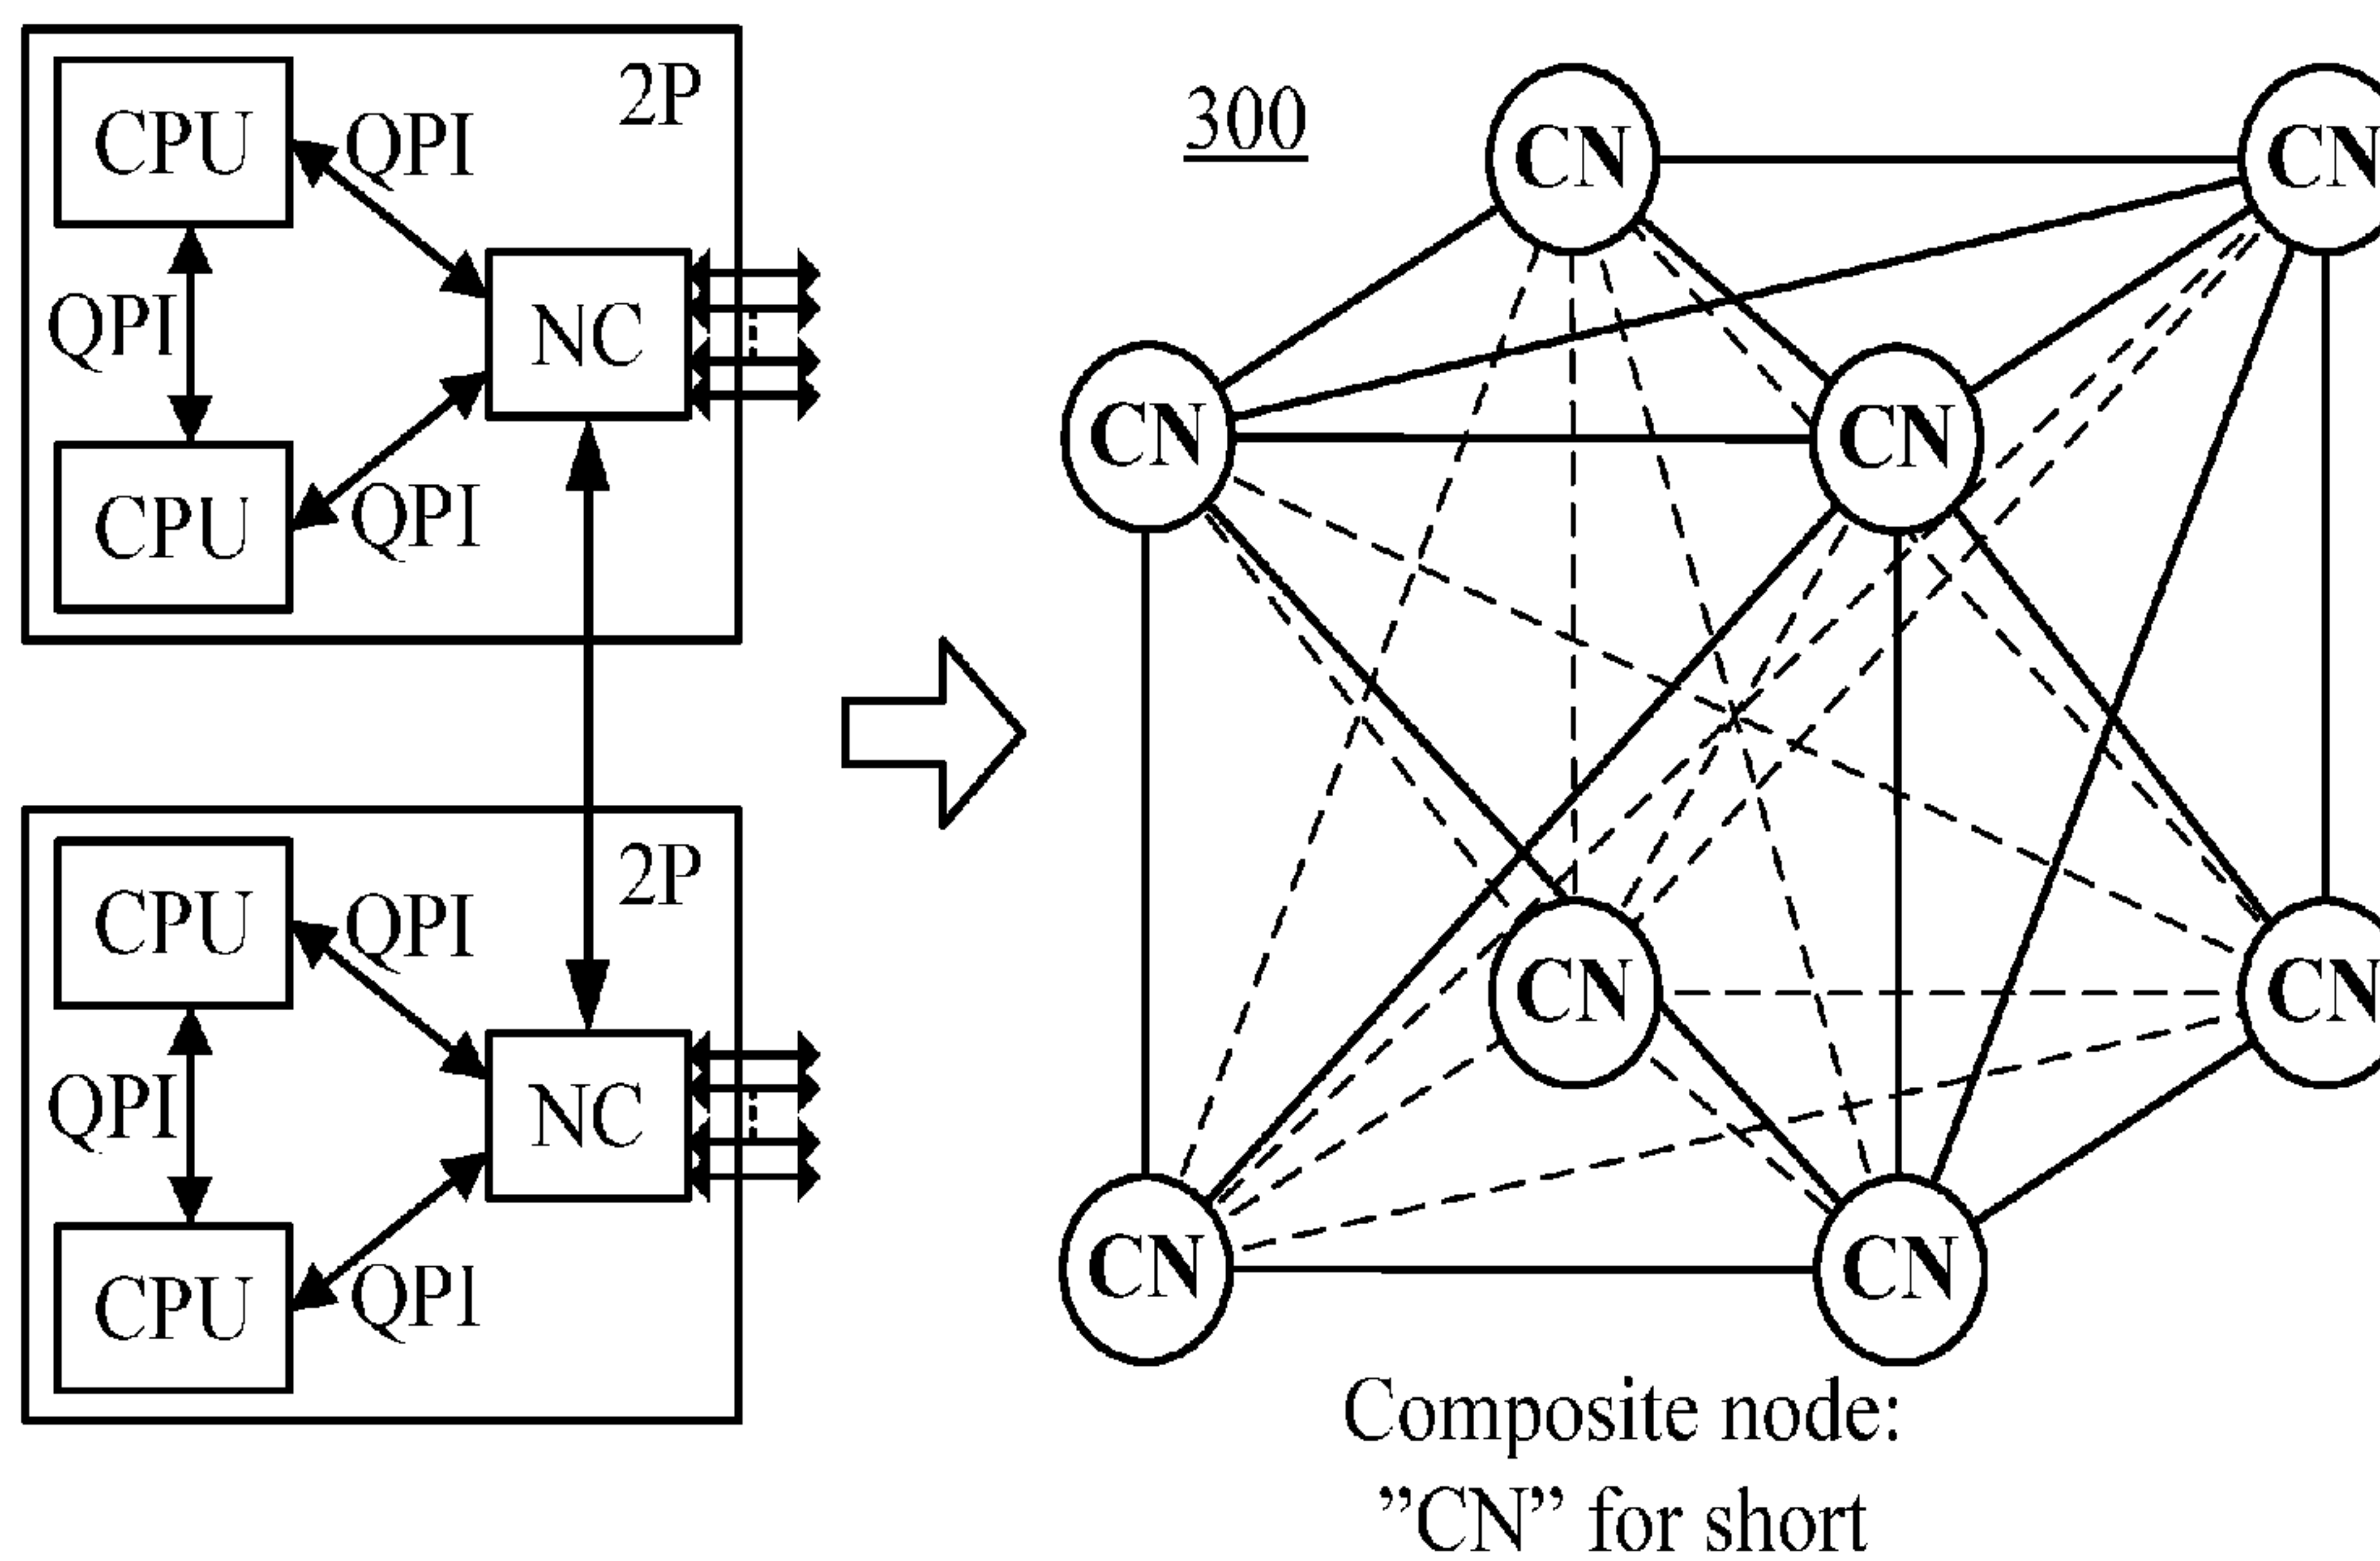 2P
CPU
QPI
QPI
NC
CPU
QPI
2P
CPU
QPI
QPI
NC
CPU
QPI
300
CN
CN
CN
CN
CN
CN
CN
CN
Composite node:
”CN” for short